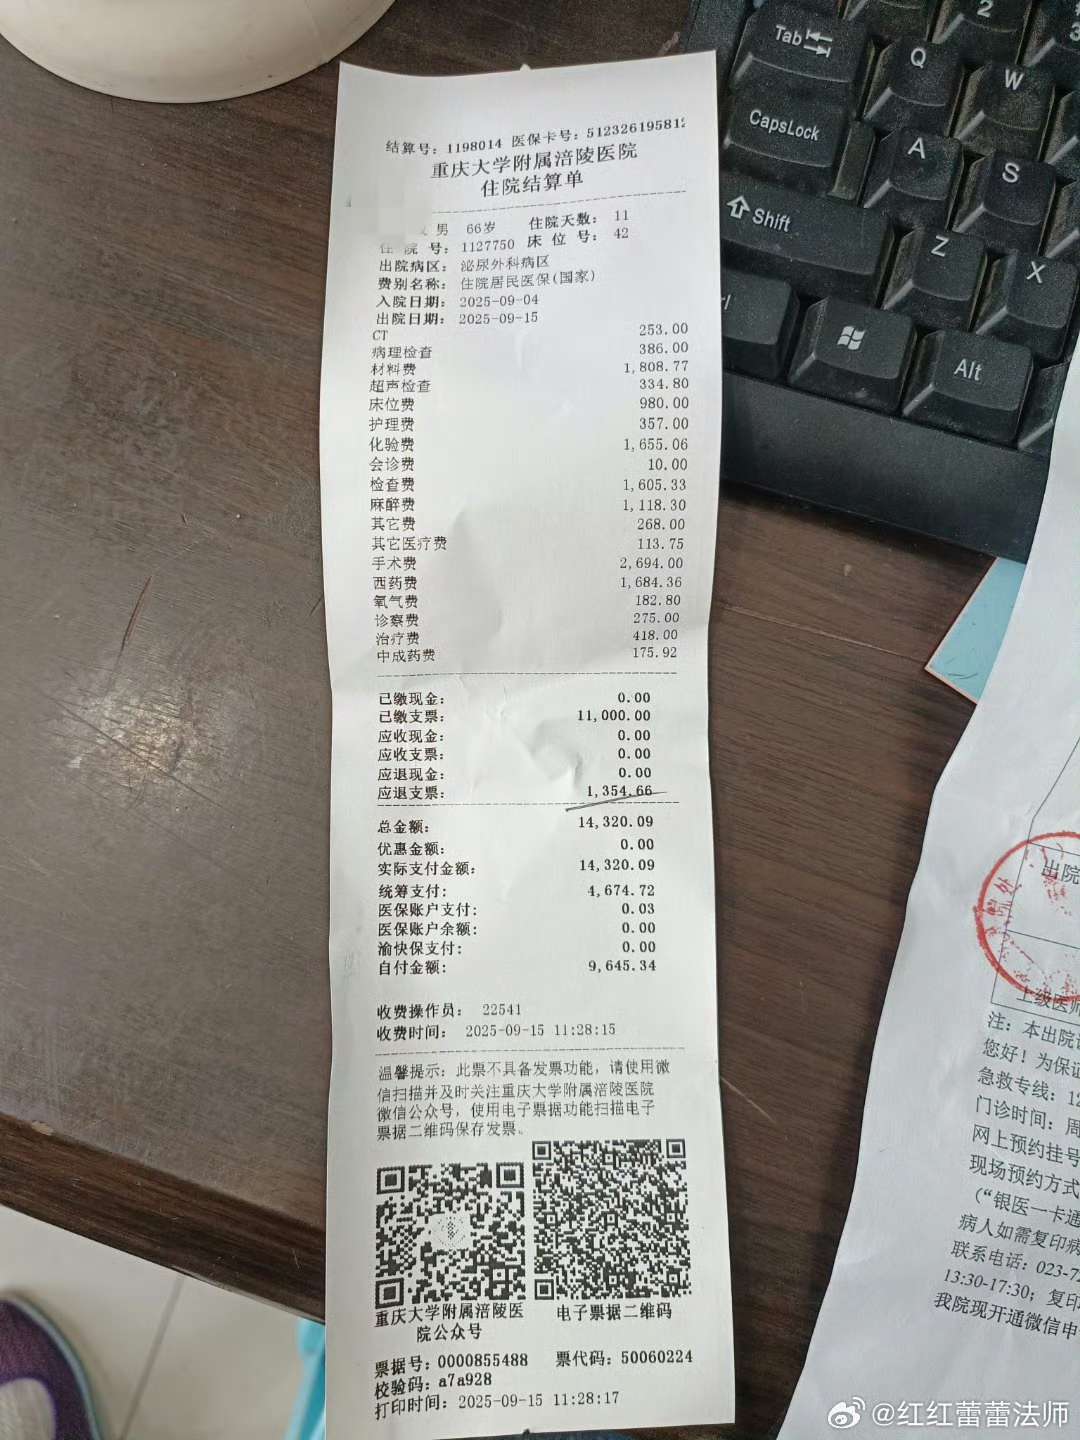 结算号: 1198014 医保卡号: 512326195812
重庆大学附属涪陵医院
住院结算单
男 66岁 住院天数: 11
住 院 号: 1127750 床 位 号: 42
出院病区: 泌尿外科病区
费别名称: 住院居民医保(国家)
入院日期: 2025-09-04
出院日期: 2025-09-15
CT 253.00
病理检查 386.00
材料费 1,808.77
超声检查 334.80
床位费 980.00
护理费 357.00
化验费 1,655.06
会诊费 10.00
检查费 1,605.33
麻醉费 1,118.30
其它费 268.00
其它医疗费 113.75
手术费 2,694.00
西药费 1,684.36
氧气费 182.80
诊察费 275.00
治疗费 418.00
中成药费 175.92
已缴现金: 0.00
已缴支票: 11,000.00
应收现金: 0.00
应收支票: 0.00
应退现金: 0.00
应退支票: 1,354.66
总金额: 14,320.09
优惠金额: 0.00
实际支付金额: 14,320.09
统筹支付: 4,674.72
医保账户支付: 0.03
医保账户余额: 0.00
渝快保支付: 0.00
自付金额: 9,645.34
收费操作员: 22541
收费时间: 2025-09-15 11:28:15
温馨提示: 此票不具备发票功能, 请使用微
信扫描并及时关注重庆大学附属涪陵医院
微信公众号, 使用电子票据功能扫描电子
票据二维码保存发票。
重庆大学附属涪陵医
院公众号
电子票据二维码
票据号: 0000855488 票代码: 50060224
校验码: a7a928
打印时间: 2025-09-15 11:28:17
出院
上级医师
注: 本出院
您好! 为保证
急救专线: 12
门诊时间: 周
网上预约挂号
现场预约方式
(“银医一卡通
病人如需复印病
联系电话: 023-7
13:30-17:30; 复印
我院现开通微信申
Tab
Q
W
2
3
CapsLock
A
S
Shift
Z
X
Alt
@红红蕾蕾法师